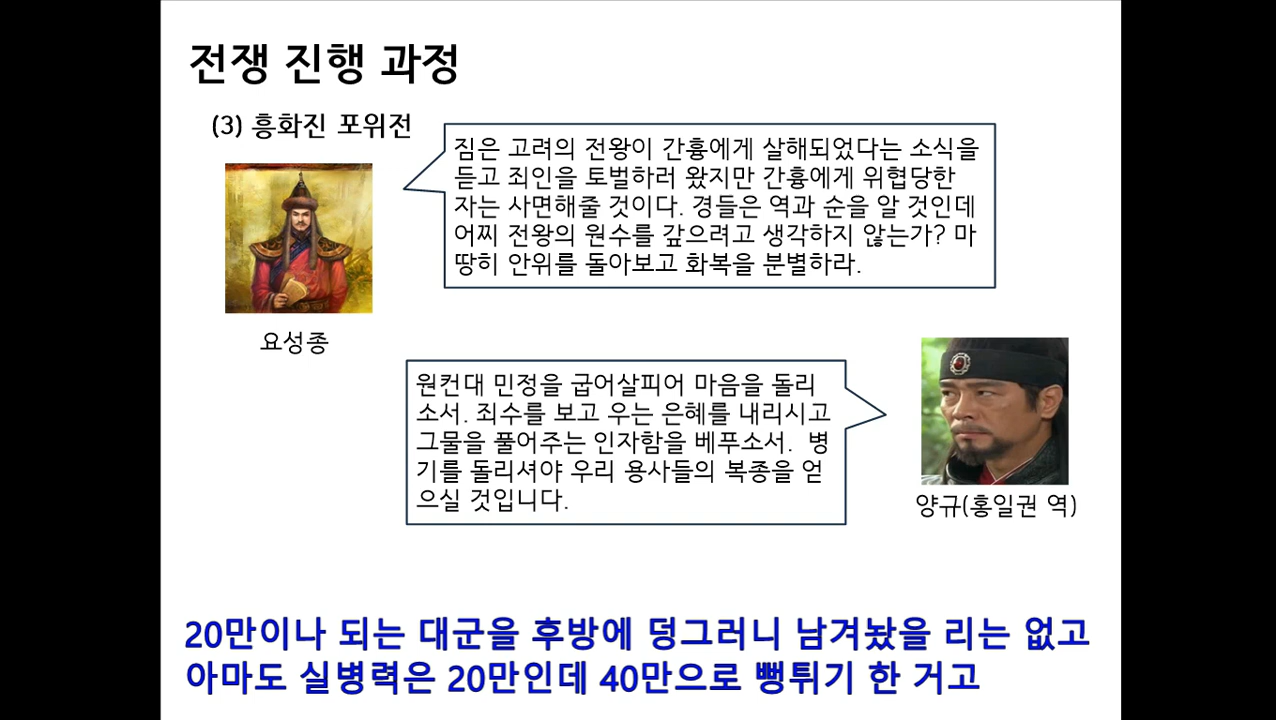 전쟁 진행 과정
(3) 흥화진 포위전
짐은 고려의 전왕이 간흉에게 살해되었다는 소식을
듣고 죄인을 토벌하러 왔지만 간흉에게 위협당한
자는 사면해줄 것이다. 경들은 역과 순을 알 것인데
어찌 전왕의 원수를 갚으려고 생각하지 않는가? 마
땅히 안위를 돌아보고 화복을 분별하라.
요성종
원컨대 민정을 굽어살피어 마음을 돌리
소서. 죄수를 보고 우는 은혜를 내리시고
그물을 풀어주는 인자함을 베푸소서. 병
기를 돌리셔야 우리 용사들의 복종을 얻
으실 것입니다.
양규(홍일권 역)
20만이나 되는 대군을 후방에 덩그러니 남겨놨을 리는 없고
아마도 실병력은 20만인데 40만으로 뻥튀기 한 거고